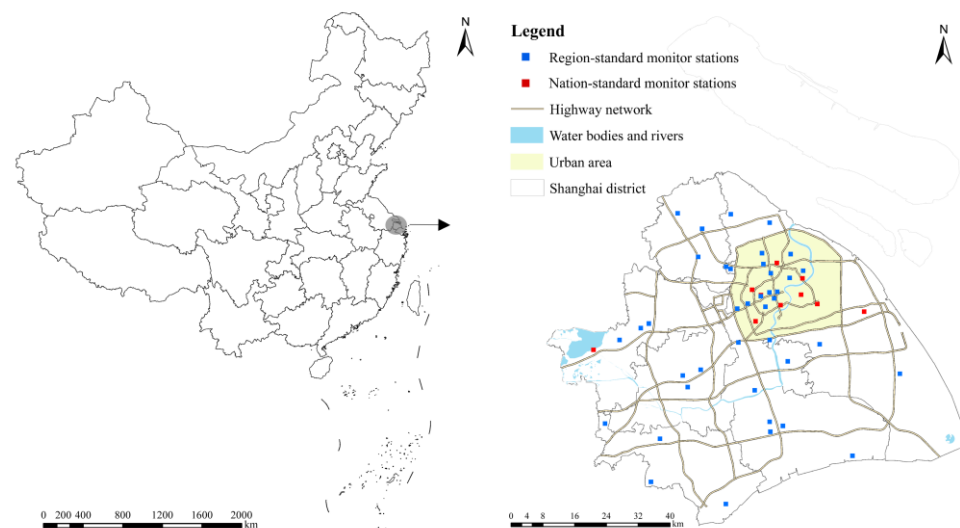 N
0 200 400 800 1200 1600 2000
km
Legend
Region-standard monitor stations
Nation-standard monitor stations
Highway network
Water bodies and rivers
Urban area
Shanghai district
N
0 4 8 16 24 32 40
km